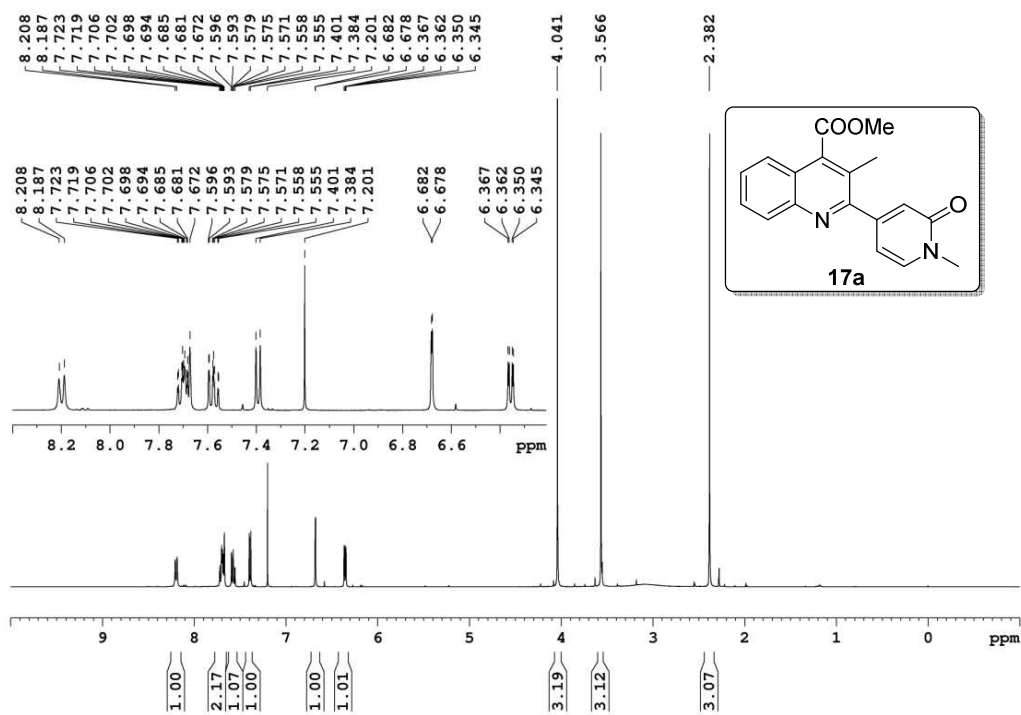 8.208 8.187 7.723 7.719 7.706 7.702 7.698 7.694 7.685 7.681 7.672 7.596 7.593 7.579 7.575 7.571 7.558 7.555 7.401 7.384 7.201 6.682 6.678 6.367 6.362 6.350 6.345 4.041 3.566 2.382
COOMe
N
O
N
17a
8.208 8.187 7.723 7.719 7.706 7.702 7.698 7.694 7.685 7.681 7.672 7.596 7.593 7.579 7.575 7.571 7.558 7.555 7.401 7.384 7.201 6.682 6.678 6.367 6.362 6.350 6.345
8.2 8.0 7.8 7.6 7.4 7.2 7.0 6.8 6.6 ppm
9 8 7 6 5 4 3 2 1 0 ppm
1.00 2.17 1.07 1.00 1.00 1.01 3.19 3.12 3.07